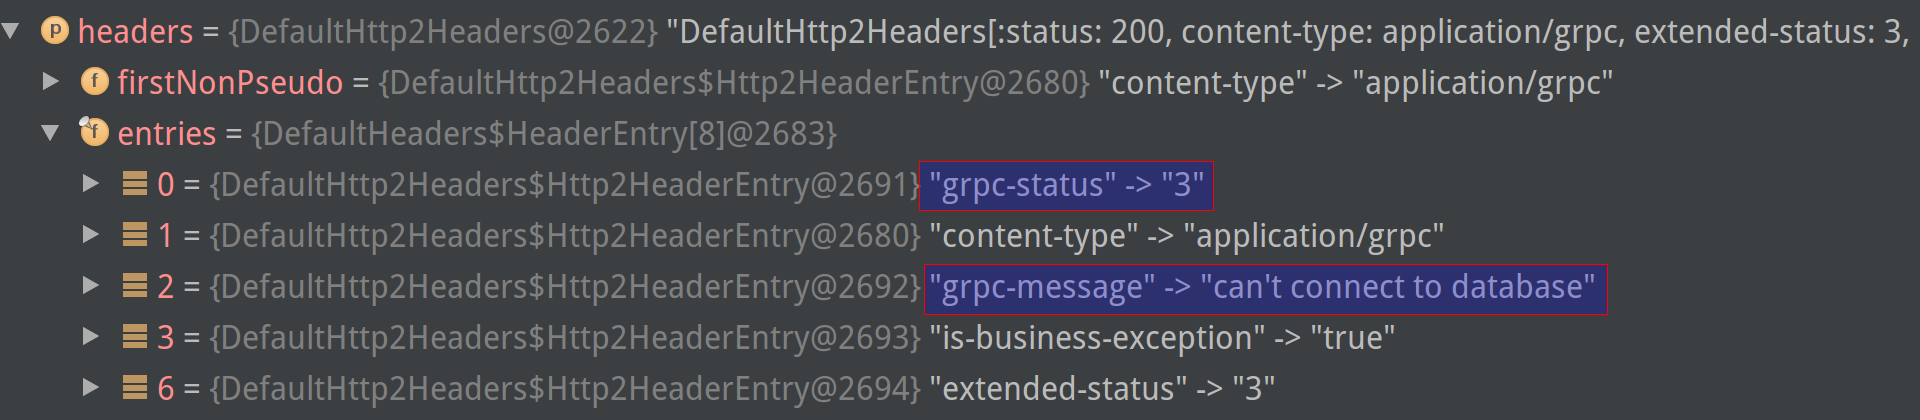 p headers = {DefaultHttp2Headers@2622} "DefaultHttp2Headers[:status: 200, content-type: application/grpc, extended-status: 3,
f firstNonPseudo = {DefaultHttp2Headers$Http2HeaderEntry@2680} "content-type" -> "application/grpc"
f entries = {DefaultHeaders$HeaderEntry[8]@2683}
0 = {DefaultHttp2Headers$Http2HeaderEntry@2691} "grpc-status" -> "3"
1 = {DefaultHttp2Headers$Http2HeaderEntry@2680} "content-type" -> "application/grpc"
2 = {DefaultHttp2Headers$Http2HeaderEntry@2692} "grpc-message" -> "can't connect to database"
3 = {DefaultHttp2Headers$Http2HeaderEntry@2693} "is-business-exception" -> "true"
6 = {DefaultHttp2Headers$Http2HeaderEntry@2694} "extended-status" -> "3"